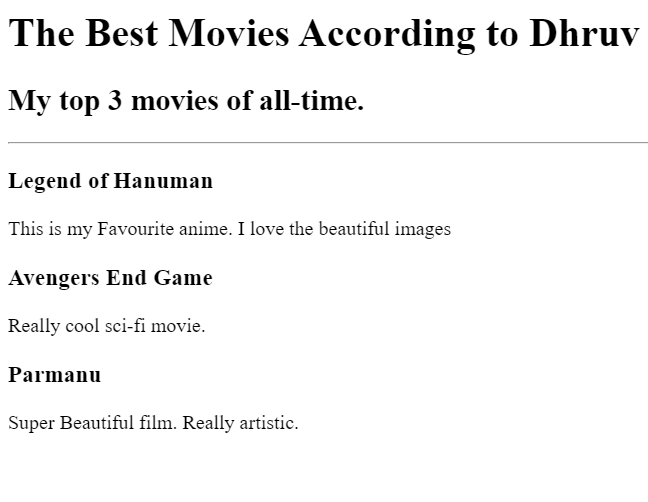 The Best Movies According to Dhruv
My top 3 movies of all-time.
Legend of Hanuman
This is my Favourite anime. I love the beautiful images
Avengers End Game
Really cool sci-fi movie.
Parmanu
Super Beautiful film. Really artistic.